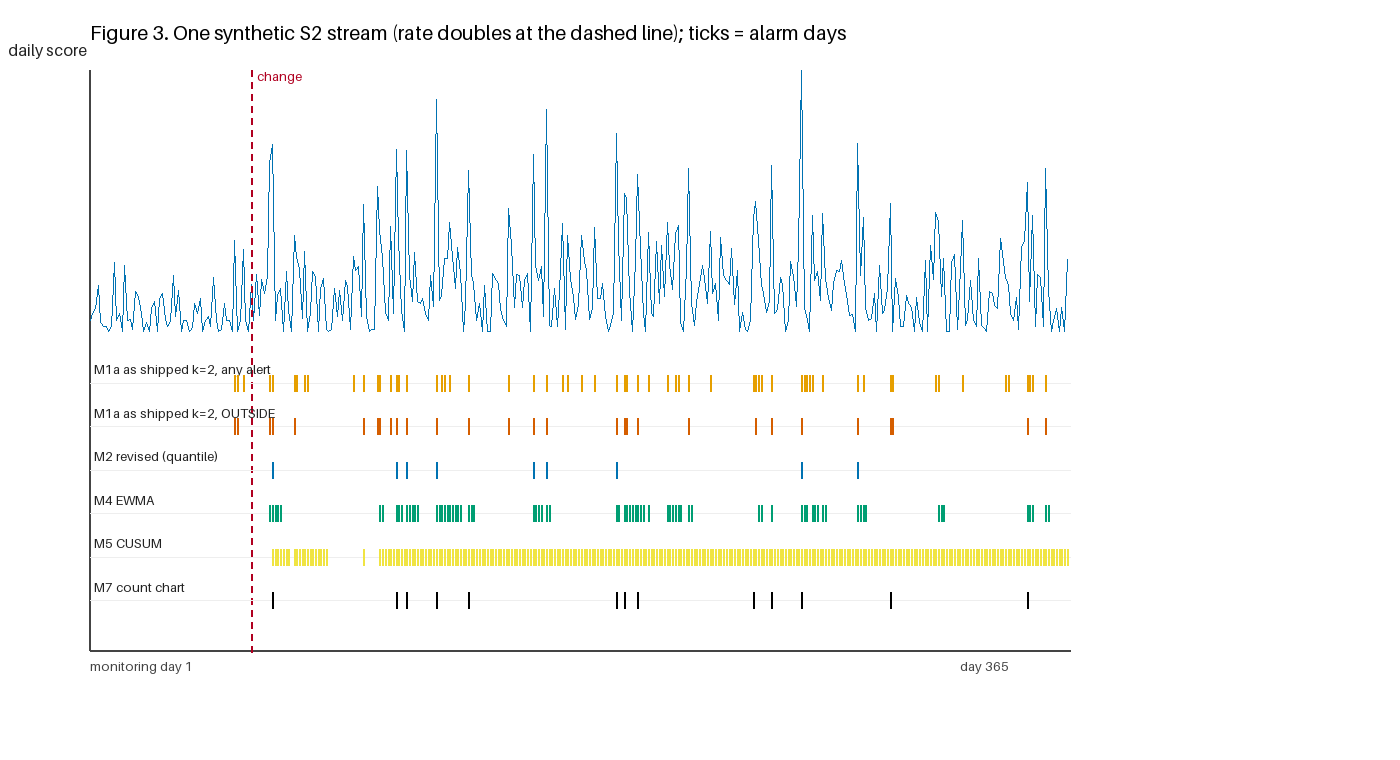 Figure 3. One synthetic S2 stream (rate doubles at the dashed line); ticks = alarm days
daily score
change
M1a as shipped k=2, any alert
M1a as shipped k=2, OUTSIDE
M2 revised (quantile)
M4 EWMA
M5 CUSUM
M7 count chart
monitoring day 1
day 365